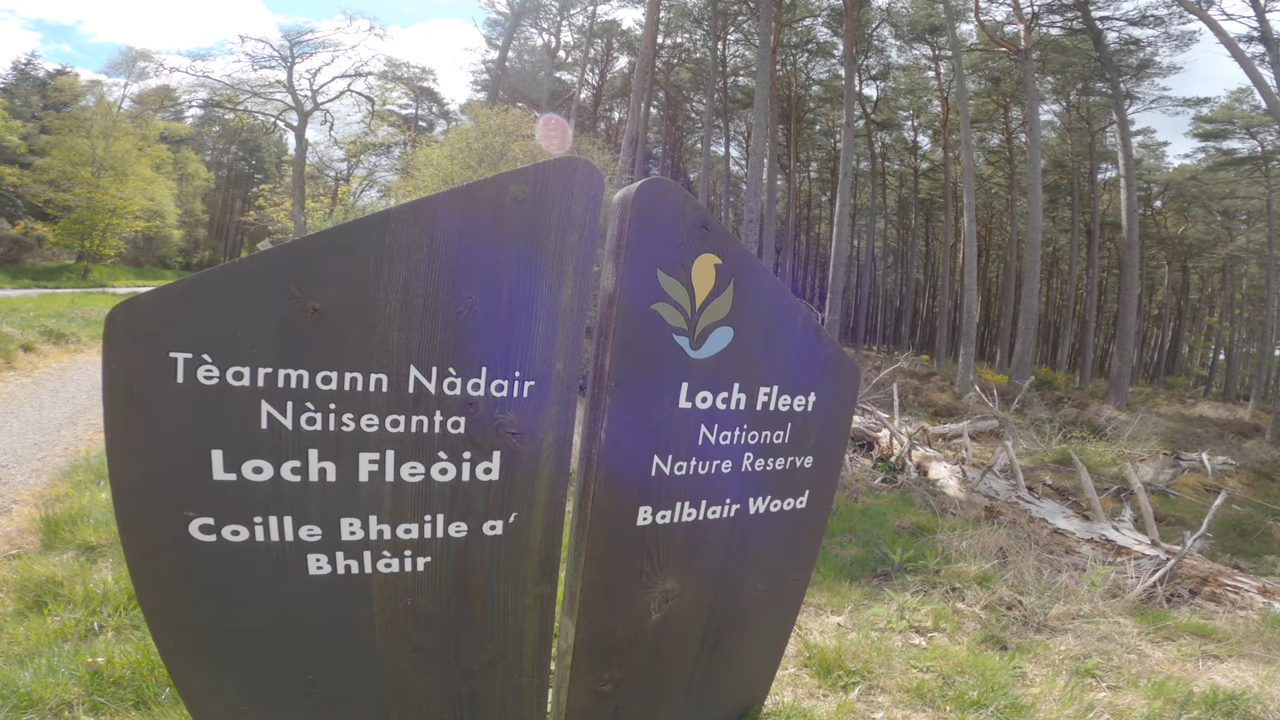 Tèarmann Nàdair
Nàiseanta
Loch Fleòid
Coille Bhaile a'
Bhlàir
Loch Fleet
National
Nature Reserve
Balblair Wood